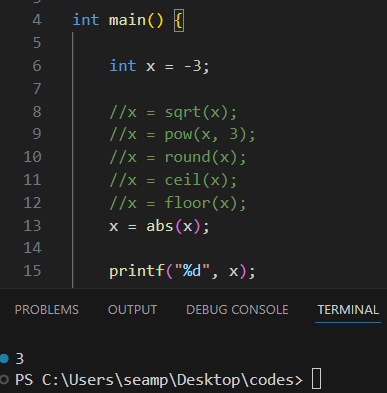 4 int main() {
5
6 int x = -3;
7
8 //x = sqrt(x);
9 //x = pow(x, 3);
10 //x = round(x);
11 //x = ceil(x);
12 //x = floor(x);
13 x = abs(x);
14
15 printf("%d", x);
PROBLEMS OUTPUT DEBUG CONSOLE TERMINAL
3
PS C:\Users\seamp\Desktop\codes>